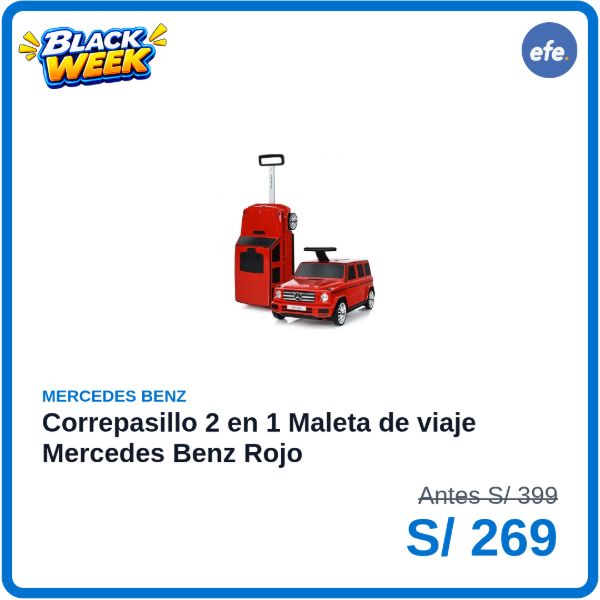 BLACK
WEEK
efe.
MERCEDES BENZ
Correpasillo 2 en 1 Maleta de viaje
Mercedes Benz Rojo
Antes S/ 399
S/ 269